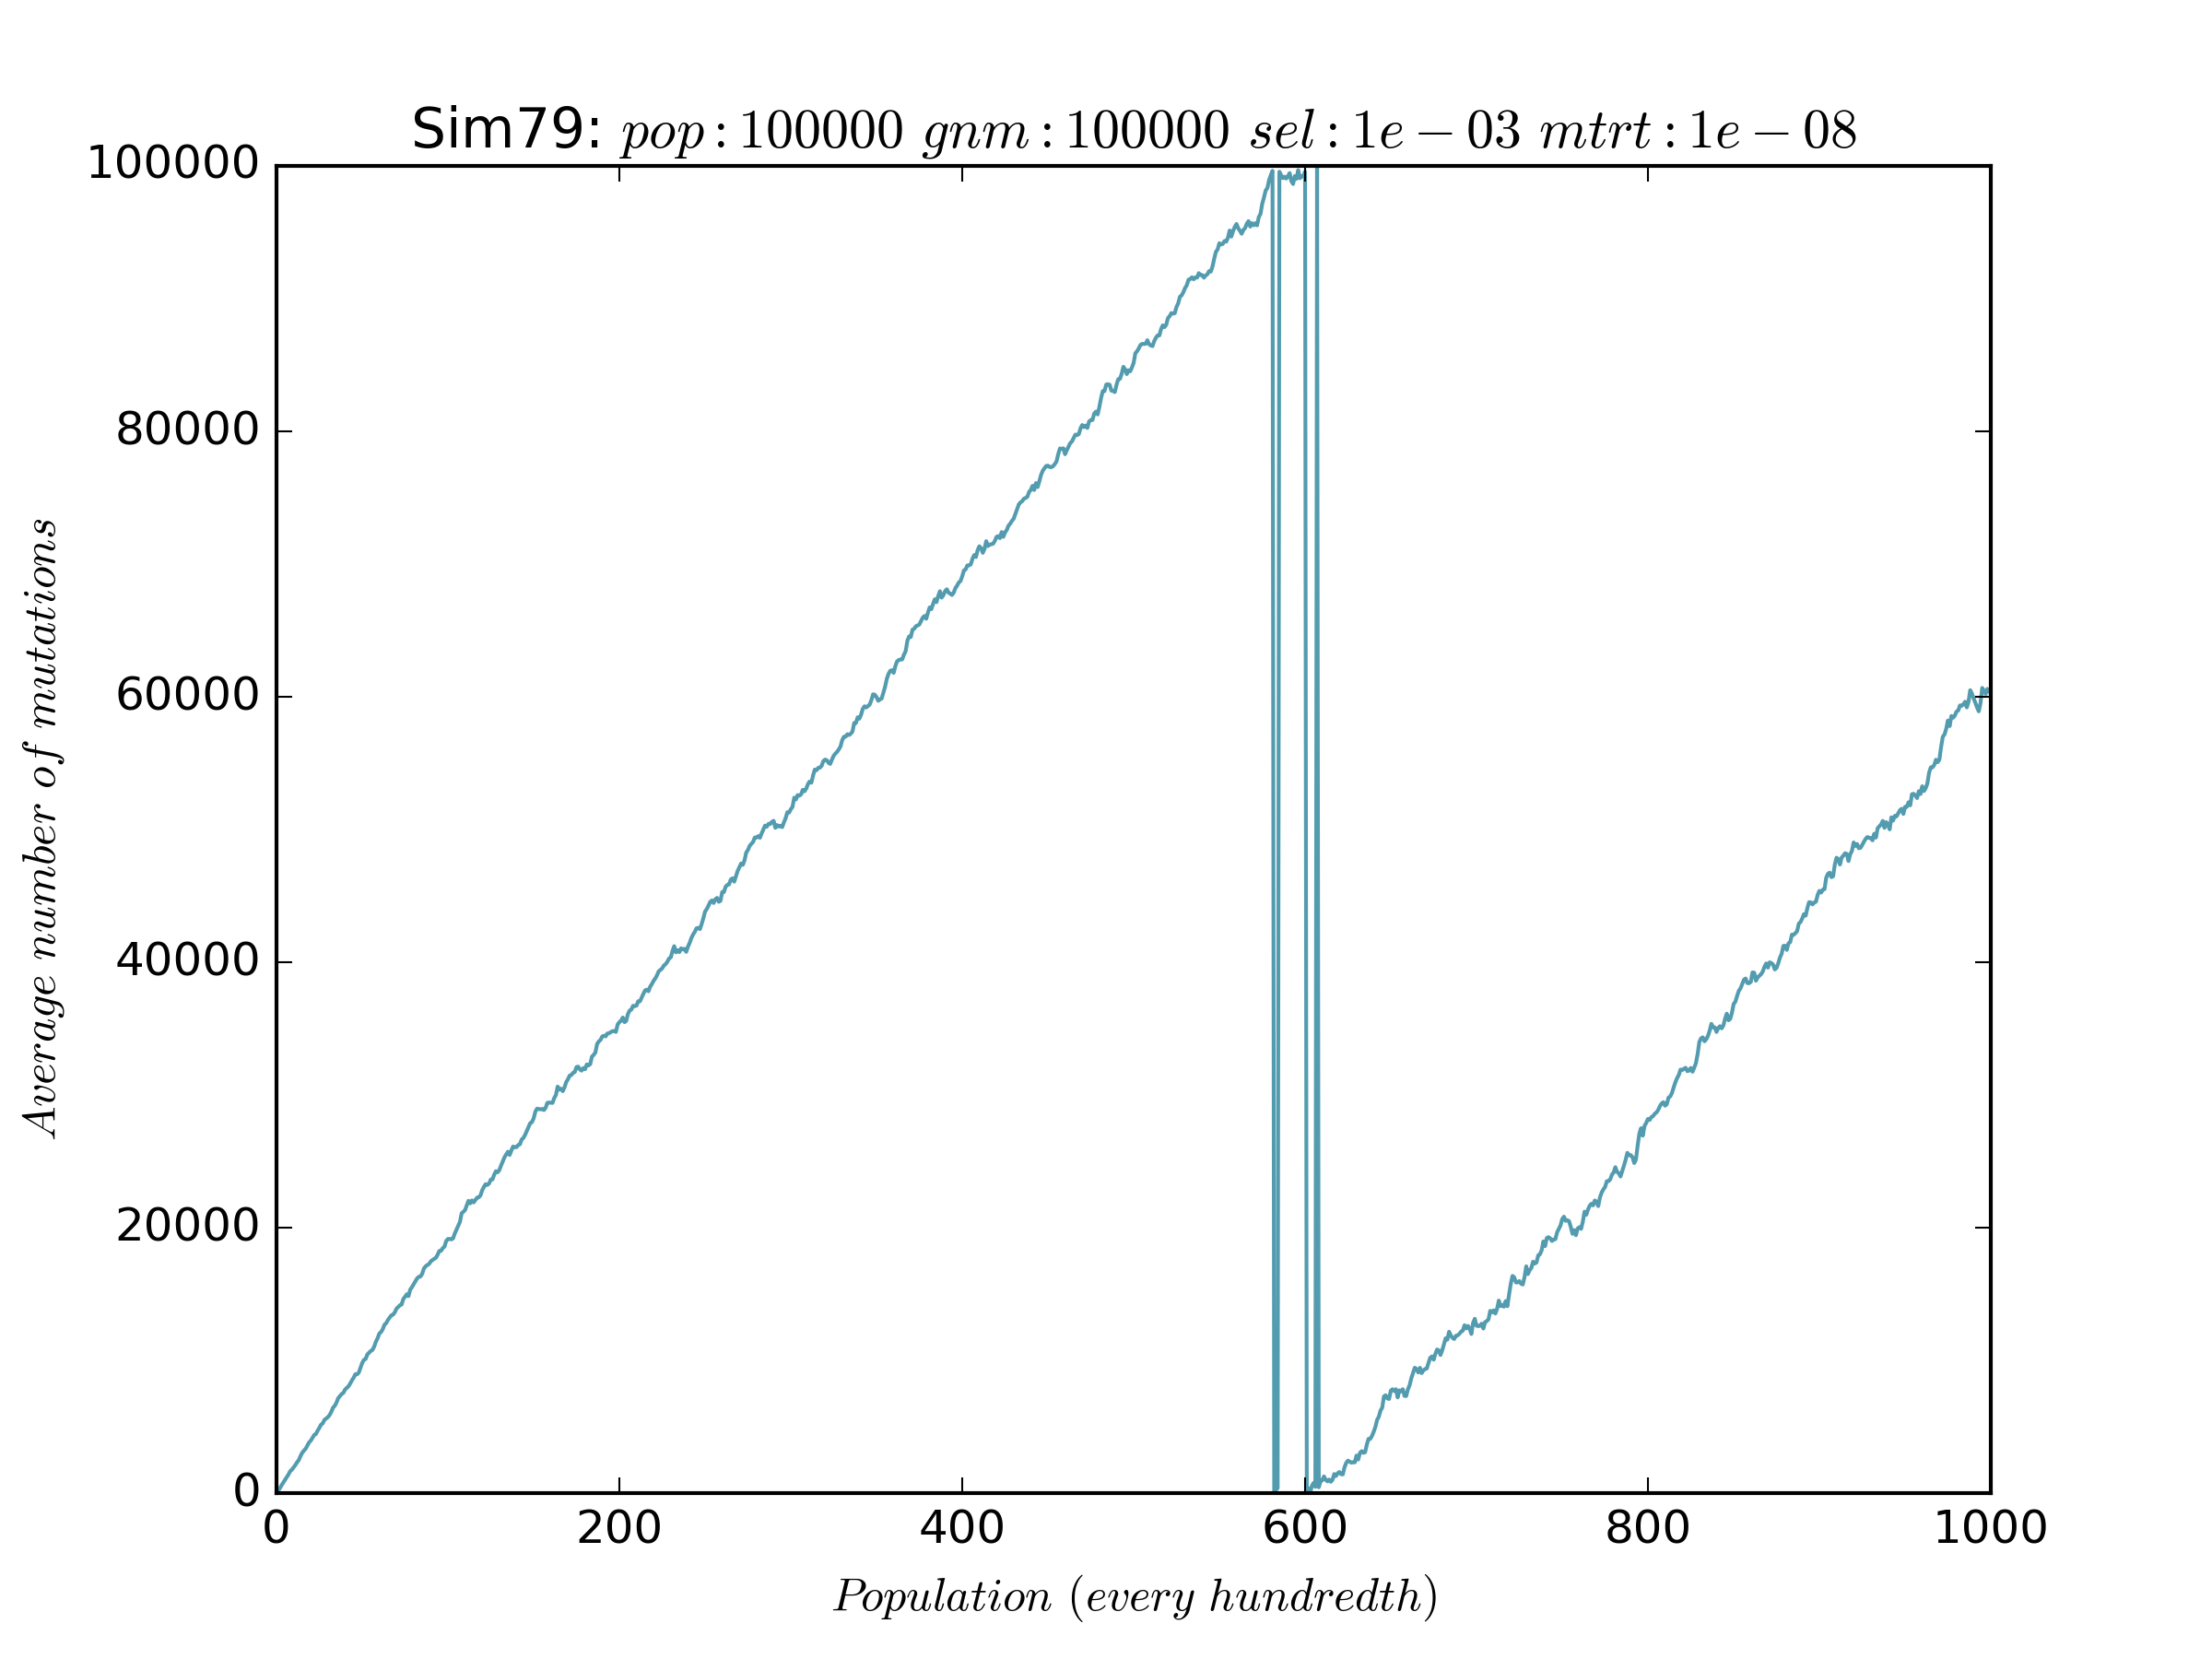 Sim79: pop : 100000 gnm : 100000 sel : 1e − 03 mtrt : 1e − 08
100000
80000
60000
40000
20000
0
Average number of mutations
0 200 400 600 800 1000
Population (every hundredth)